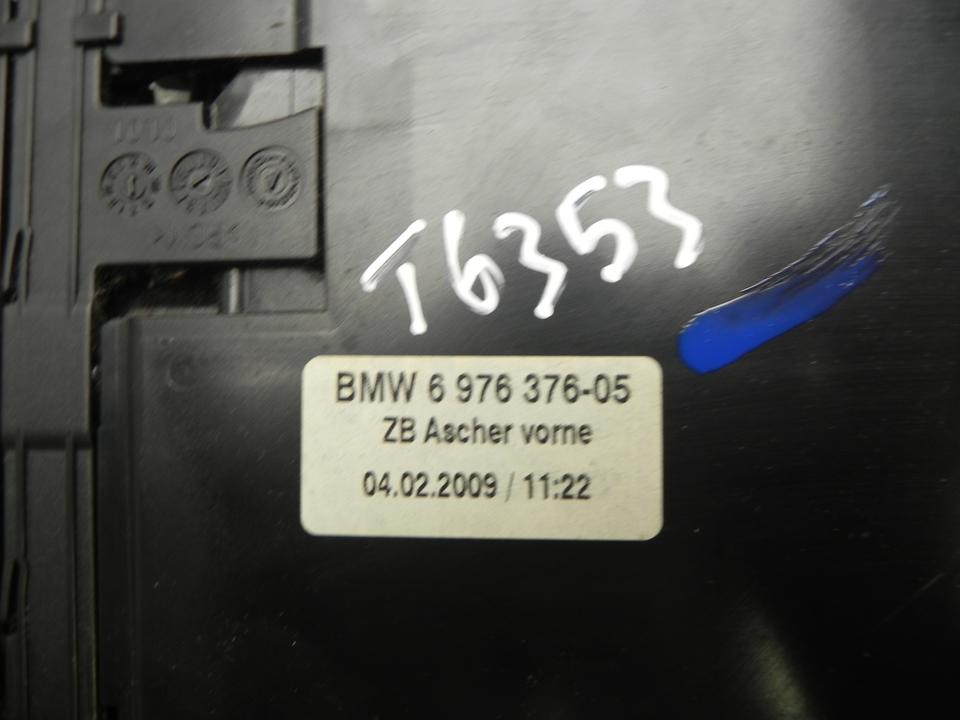 T6353
BMW 6 976 376-05
ZB Ascher vorne
04.02.2009 / 11:22